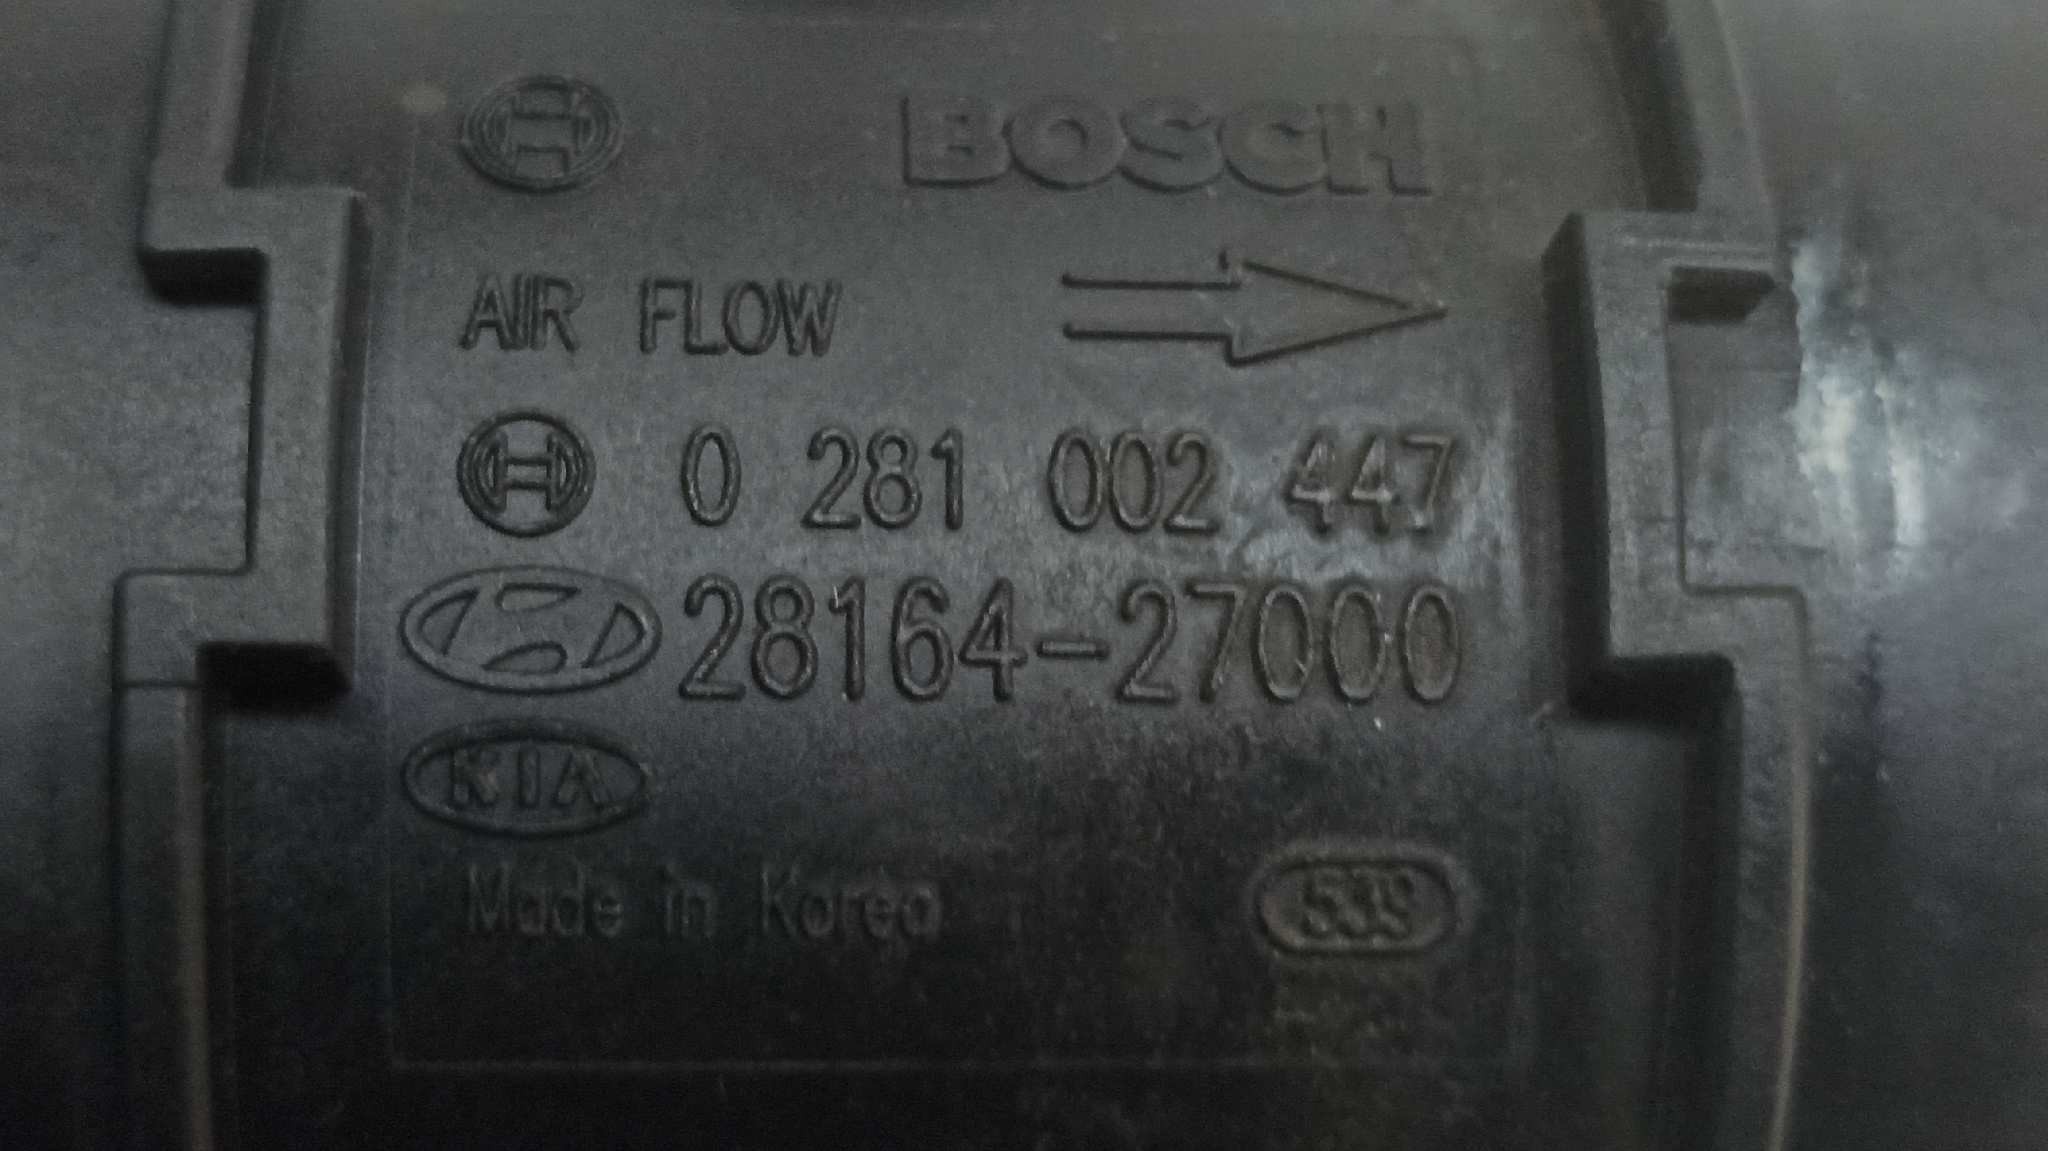 BOSCH
AIR FLOW
0 281 002 447
28164-27000
KIA
Made in Korea
539